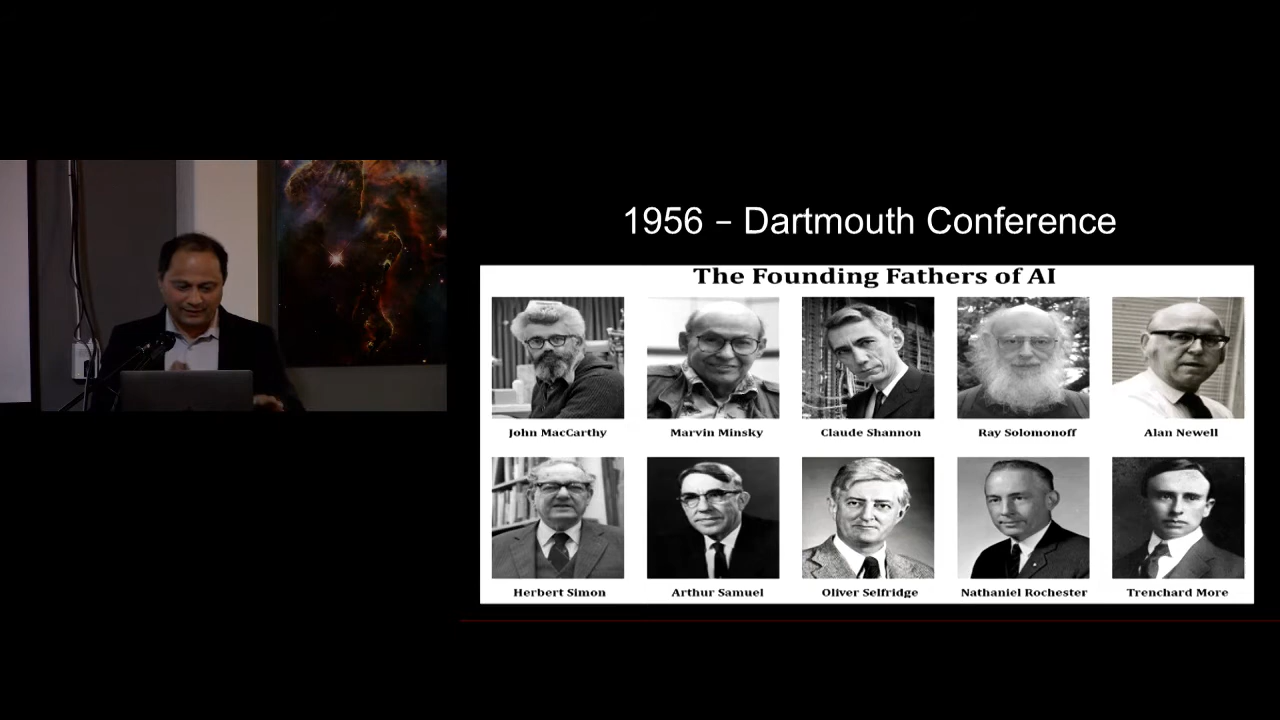 1956 – Dartmouth Conference
The Founding Fathers of AI
John MacCarthy
Marvin Minsky
Claude Shannon
Ray Solomonoff
Alan Newell
Herbert Simon
Arthur Samuel
Oliver Selfridge
Nathaniel Rochester
Trenchard More